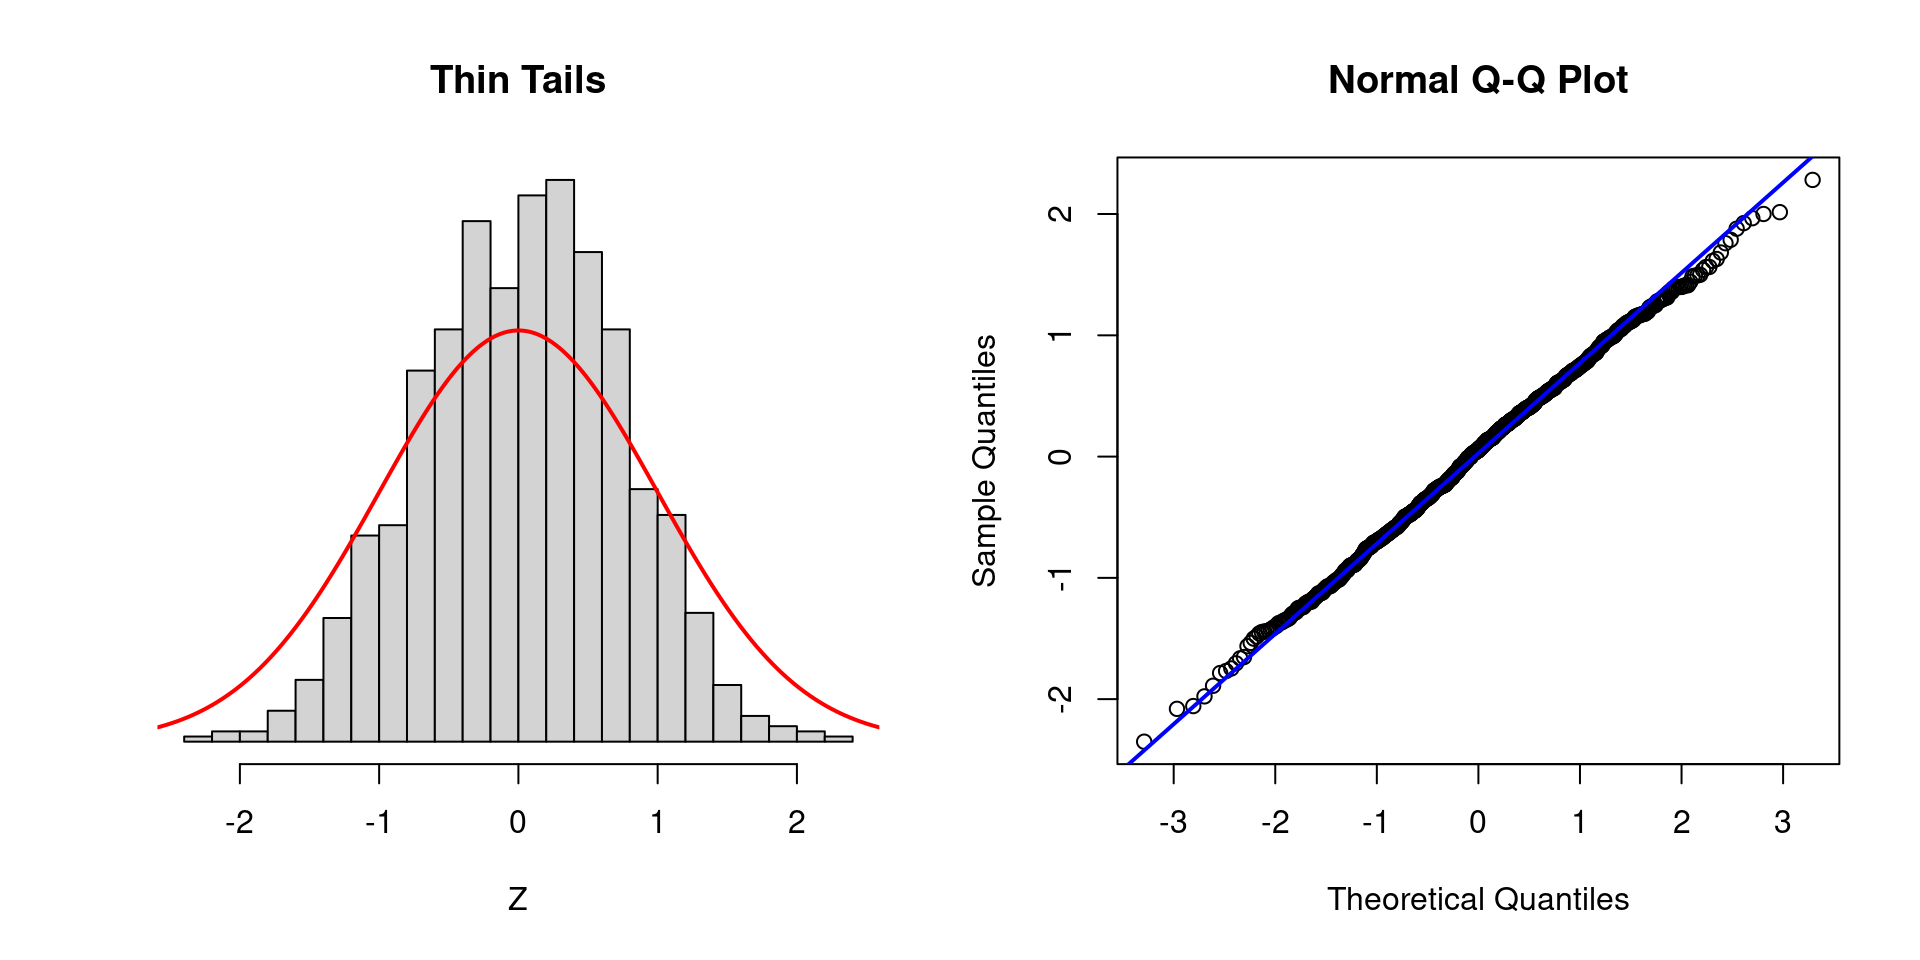 Thin Tails
-2 -1 0 1 2
Z
Normal Q-Q Plot
Sample Quantiles
2
1
0
-1
-2
-3 -2 -1 0 1 2 3
Theoretical Quantiles